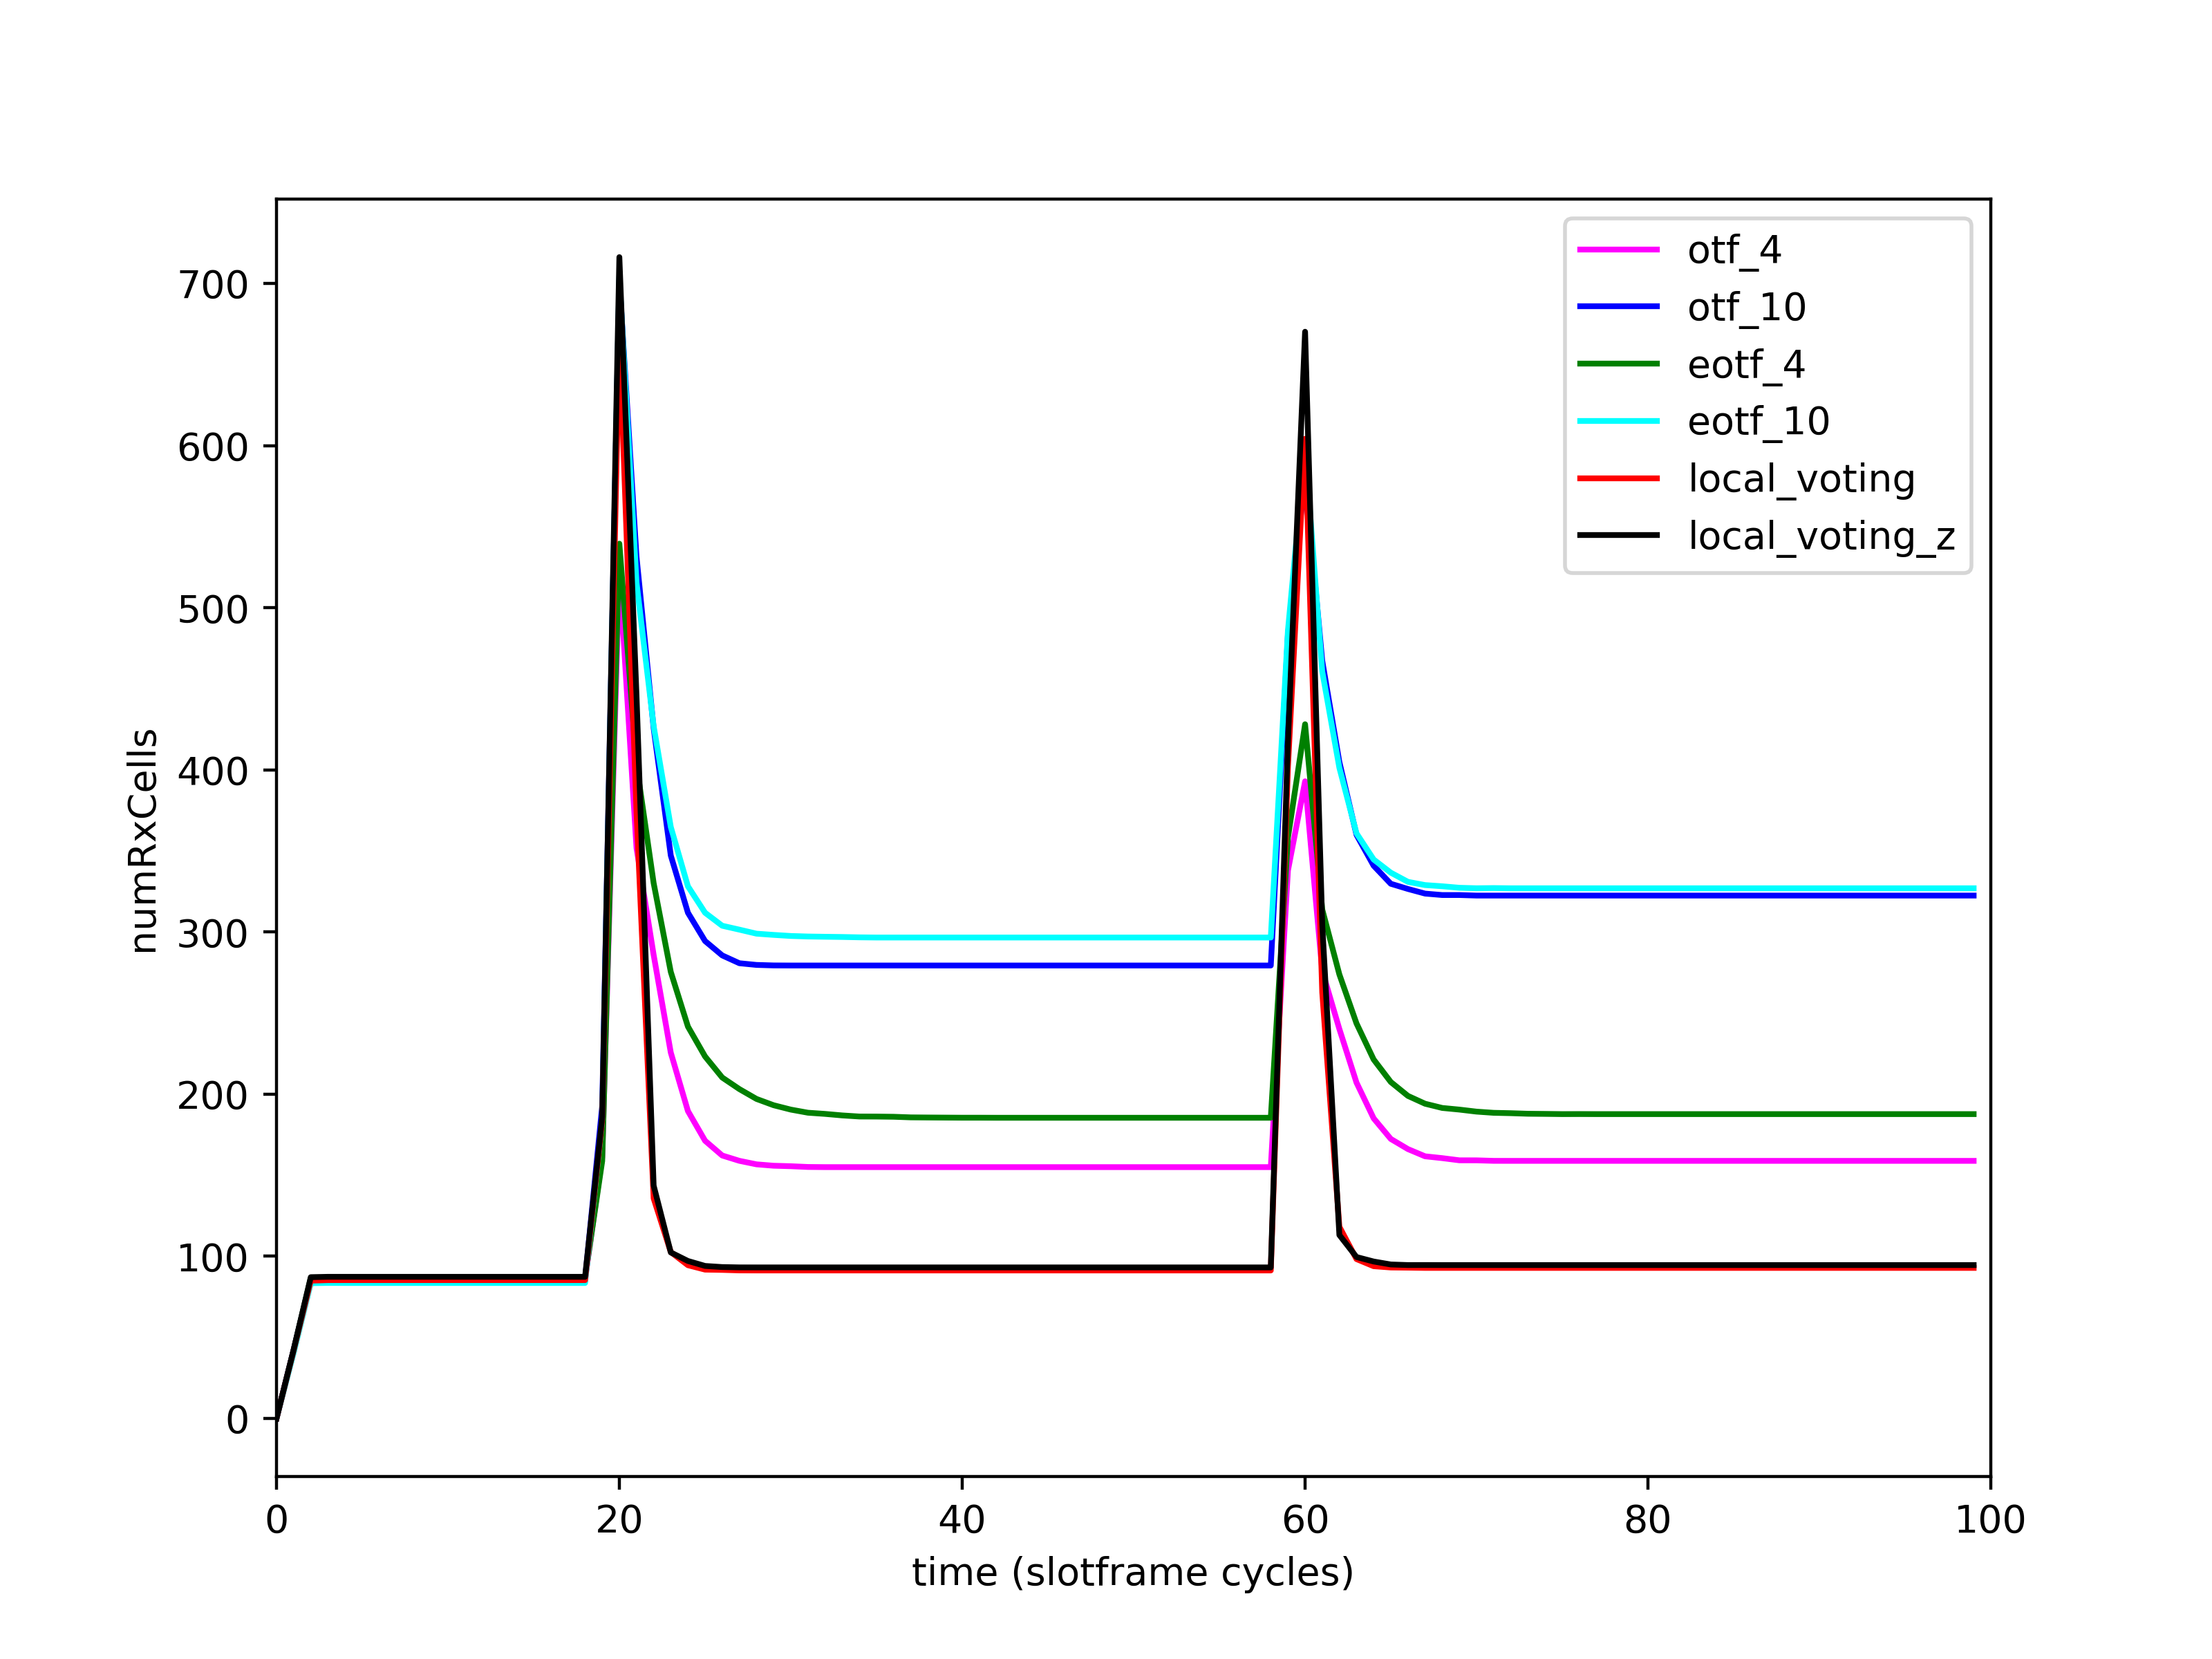 otf_4
otf_10
eotf_4
eotf_10
local_voting
local_voting_z
numRxCells
700
600
500
400
300
200
100
0
0 20 40 60 80 100
time (slotframe cycles)